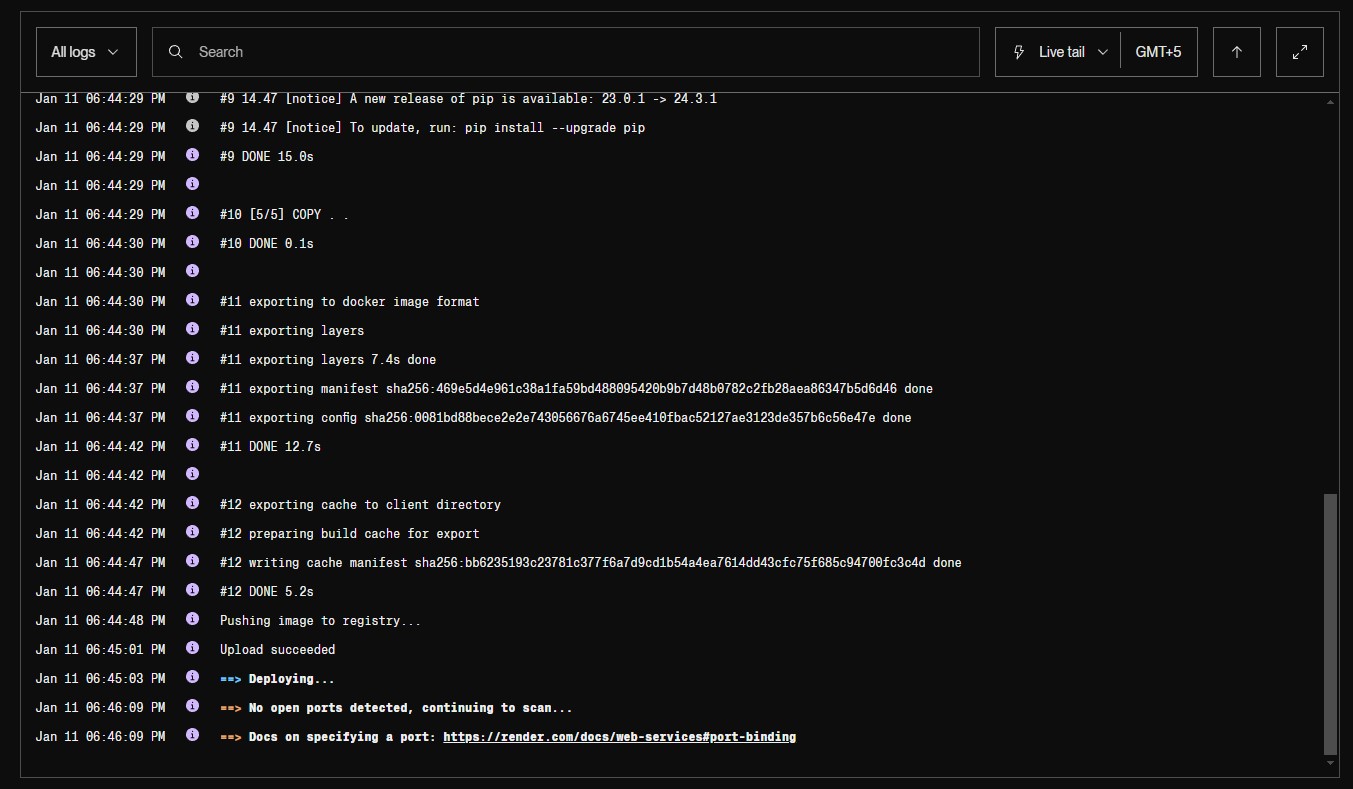 All logs
Search
Live tail
GMT+5
Jan 11 06:44:29 PM #9 14.47 [notice] A new release of pip is available: 23.0.1 -> 24.3.1
Jan 11 06:44:29 PM #9 14.47 [notice] To update, run: pip install --upgrade pip
Jan 11 06:44:29 PM #9 DONE 15.0s
Jan 11 06:44:29 PM
Jan 11 06:44:29 PM #10 [5/5] COPY . .
Jan 11 06:44:30 PM #10 DONE 0.1s
Jan 11 06:44:30 PM
Jan 11 06:44:30 PM #11 exporting to docker image format
Jan 11 06:44:30 PM #11 exporting layers
Jan 11 06:44:37 PM #11 exporting layers 7.4s done
Jan 11 06:44:37 PM #11 exporting manifest sha256:469e5d4e961c38a1fa59bd488095420b9b7d48b0782c2fb28aea86347b5d6d46 done
Jan 11 06:44:37 PM #11 exporting config sha256:0081bd88bece2e2e743056676a6745ee410fbac52127ae3123de357b6c56e47e done
Jan 11 06:44:42 PM #11 DONE 12.7s
Jan 11 06:44:42 PM
Jan 11 06:44:42 PM #12 exporting cache to client directory
Jan 11 06:44:42 PM #12 preparing build cache for export
Jan 11 06:44:47 PM #12 writing cache manifest sha256:bb6235193c23781c377f6a7d9cd1b54a4ea7614dd43cfc75f685c94700fc3c4d done
Jan 11 06:44:47 PM #12 DONE 5.2s
Jan 11 06:44:48 PM Pushing image to registry...
Jan 11 06:45:01 PM Upload succeeded
Jan 11 06:45:03 PM ==> Deploying...
Jan 11 06:46:09 PM ==> No open ports detected, continuing to scan...
Jan 11 06:46:09 PM ==> Docs on specifying a port: https://render.com/docs/web-services#port-binding